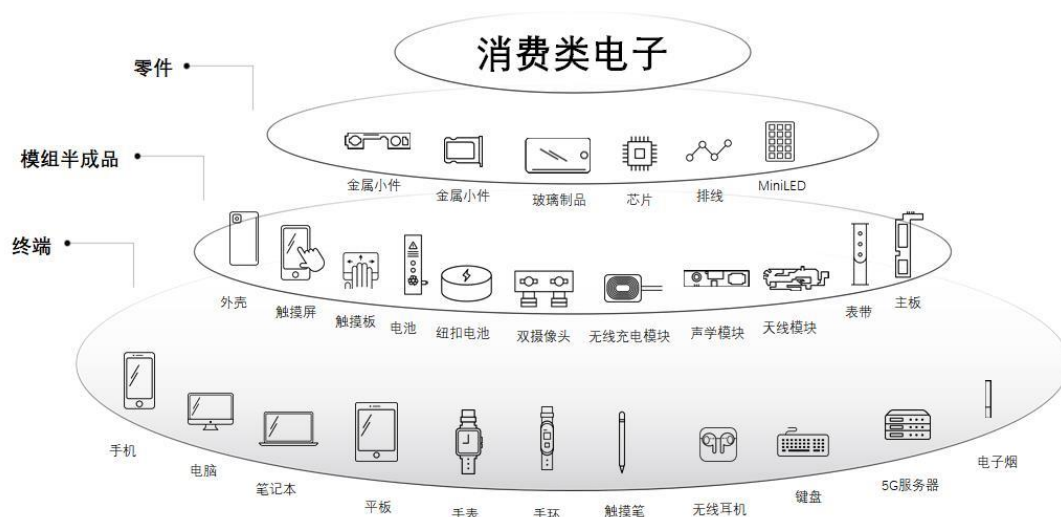 消费类电子
零件
金属小件
金属小件
玻璃制品
芯片
排线
MiniLED
模组半成品
外壳
触摸屏
触摸板
电池
纽扣电池
双摄像头
无线充电模块
声学模块
天线模块
表带
主板
终端
手机
电脑
笔记本
平板
手表
手环
触摸笔
无线耳机
键盘
5G服务器
电子烟